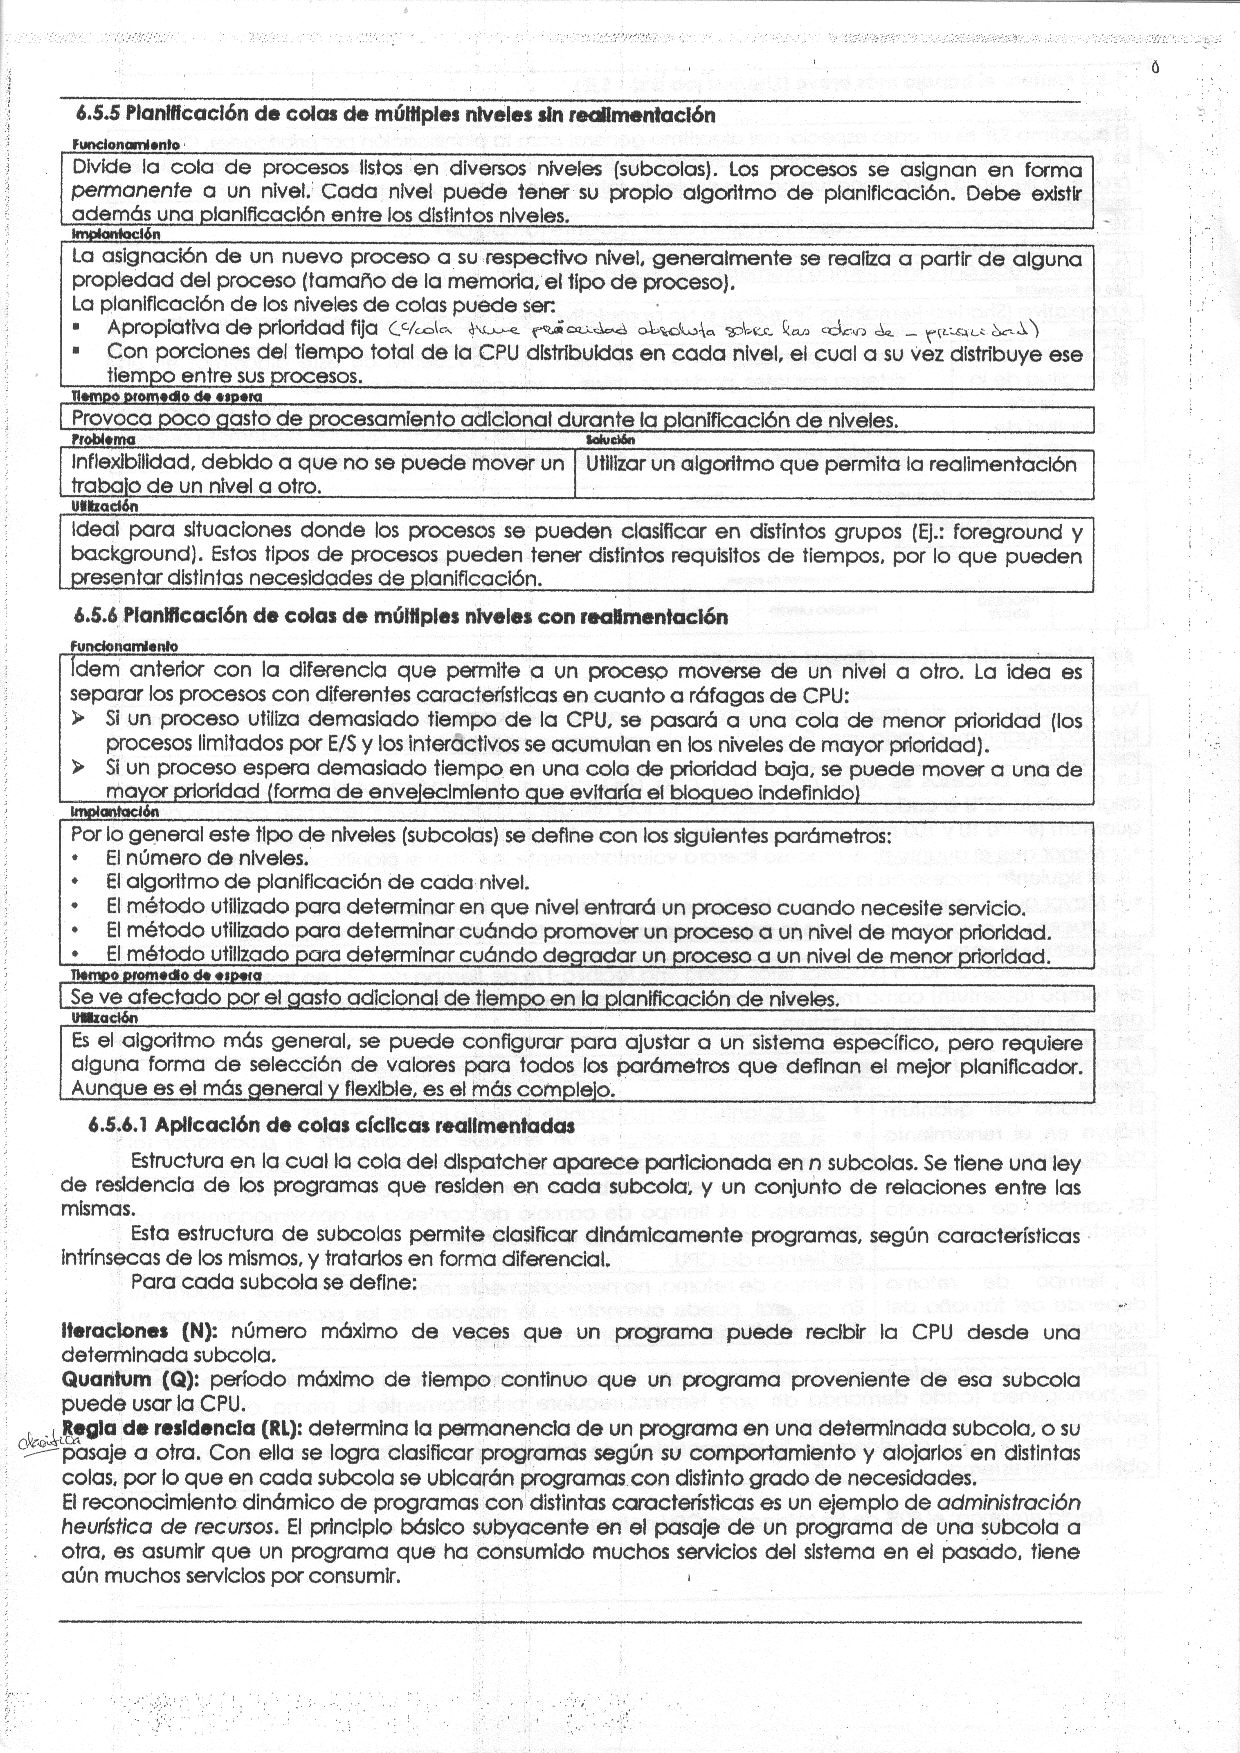 6.5.5 Planificación de colas de múltiples niveles sin realimentación
Funcionamiento
Divide la cola de procesos listos en diversos niveles (subcolas). Los procesos se asignan en forma
permanente a un nivel. Cada nivel puede tener su propio algoritmo de planificación. Debe existir
además una planificación entre los distintos niveles.
Implantación
La asignación de un nuevo proceso a su respectivo nivel, generalmente se realiza a partir de alguna
propiedad del proceso (tamaño de la memoria, el tipo de proceso).
La planificación de los niveles de colas puede ser:
▪ Apropiativa de prioridad fija (c/cola tiene prioridad absoluta sobre las colas de - prioridad)
▪ Con porciones del tiempo total de la CPU distribuidas en cada nivel, el cual a su vez distribuye ese
tiempo entre sus procesos.
Tiempo promedio de espera
Provoca poco gasto de procesamiento adicional durante la planificación de niveles.
Problema Solución
Inflexibilidad, debido a que no se puede mover un Utilizar un algoritmo que permita la realimentación
trabajo de un nivel a otro.
Utilización
Ideal para situaciones donde los procesos se pueden clasificar en distintos grupos (Ej.: foreground y
background). Estos tipos de procesos pueden tener distintos requisitos de tiempos, por lo que pueden
presentar distintas necesidades de planificación.
6.5.6 Planificación de colas de múltiples niveles con realimentación
Funcionamiento
Ídem anterior con la diferencia que permite a un proceso moverse de un nivel a otro. La idea es
separar los procesos con diferentes características en cuanto a ráfagas de CPU:
➢ Si un proceso utiliza demasiado tiempo de la CPU, se pasará a una cola de menor prioridad (los
procesos limitados por E/S y los interactivos se acumulan en los niveles de mayor prioridad).
➢ Si un proceso espera demasiado tiempo en una cola de prioridad baja, se puede mover a una de
mayor prioridad (forma de envejecimiento que evitaría el bloqueo indefinido)
Implantación
Por lo general este tipo de niveles (subcolas) se define con los siguientes parámetros:
• El número de niveles.
• El algoritmo de planificación de cada nivel.
• El método utilizado para determinar en que nivel entrará un proceso cuando necesite servicio.
• El método utilizado para determinar cuándo promover un proceso a un nivel de mayor prioridad.
• El método utilizado para determinar cuándo degradar un proceso a un nivel de menor prioridad.
Tiempo promedio de espera
Se ve afectado por el gasto adicional de tiempo en la planificación de niveles.
Utilización
Es el algoritmo más general, se puede configurar para ajustar a un sistema específico, pero requiere
alguna forma de selección de valores para todos los parámetros que definan el mejor planificador.
Aunque es el más general y flexible, es el más complejo.
6.5.6.1 Aplicación de colas cíclicas realimentadas
Estructura en la cual la cola del dispatcher aparece particionada en n subcolas. Se tiene una ley
de residencia de los programas que residen en cada subcola, y un conjunto de relaciones entre las
mismas.
Esta estructura de subcolas permite clasificar dinámicamente programas, según características
intrínsecas de los mismos, y tratarlos en forma diferencial.
Para cada subcola se define:
Iteraciones (N): número máximo de veces que un programa puede recibir la CPU desde una
determinada subcola.
Quantum (Q): período máximo de tiempo continuo que un programa proveniente de esa subcola
puede usar la CPU.
Regla de residencia (RL): determina la permanencia de un programa en una determinada subcola, o su
pasaje a otra. Con ella se logra clasificar programas según su comportamiento y alojarlos en distintas
colas, por lo que en cada subcola se ubicarán programas con distinto grado de necesidades.
El reconocimiento dinámico de programas con distintas características es un ejemplo de administración
heurística de recursos. El principio básico subyacente en el pasaje de un programa de una subcola a
otra, es asumir que un programa que ha consumido muchos servicios del sistema en el pasado, tiene
aún muchos servicios por consumir.